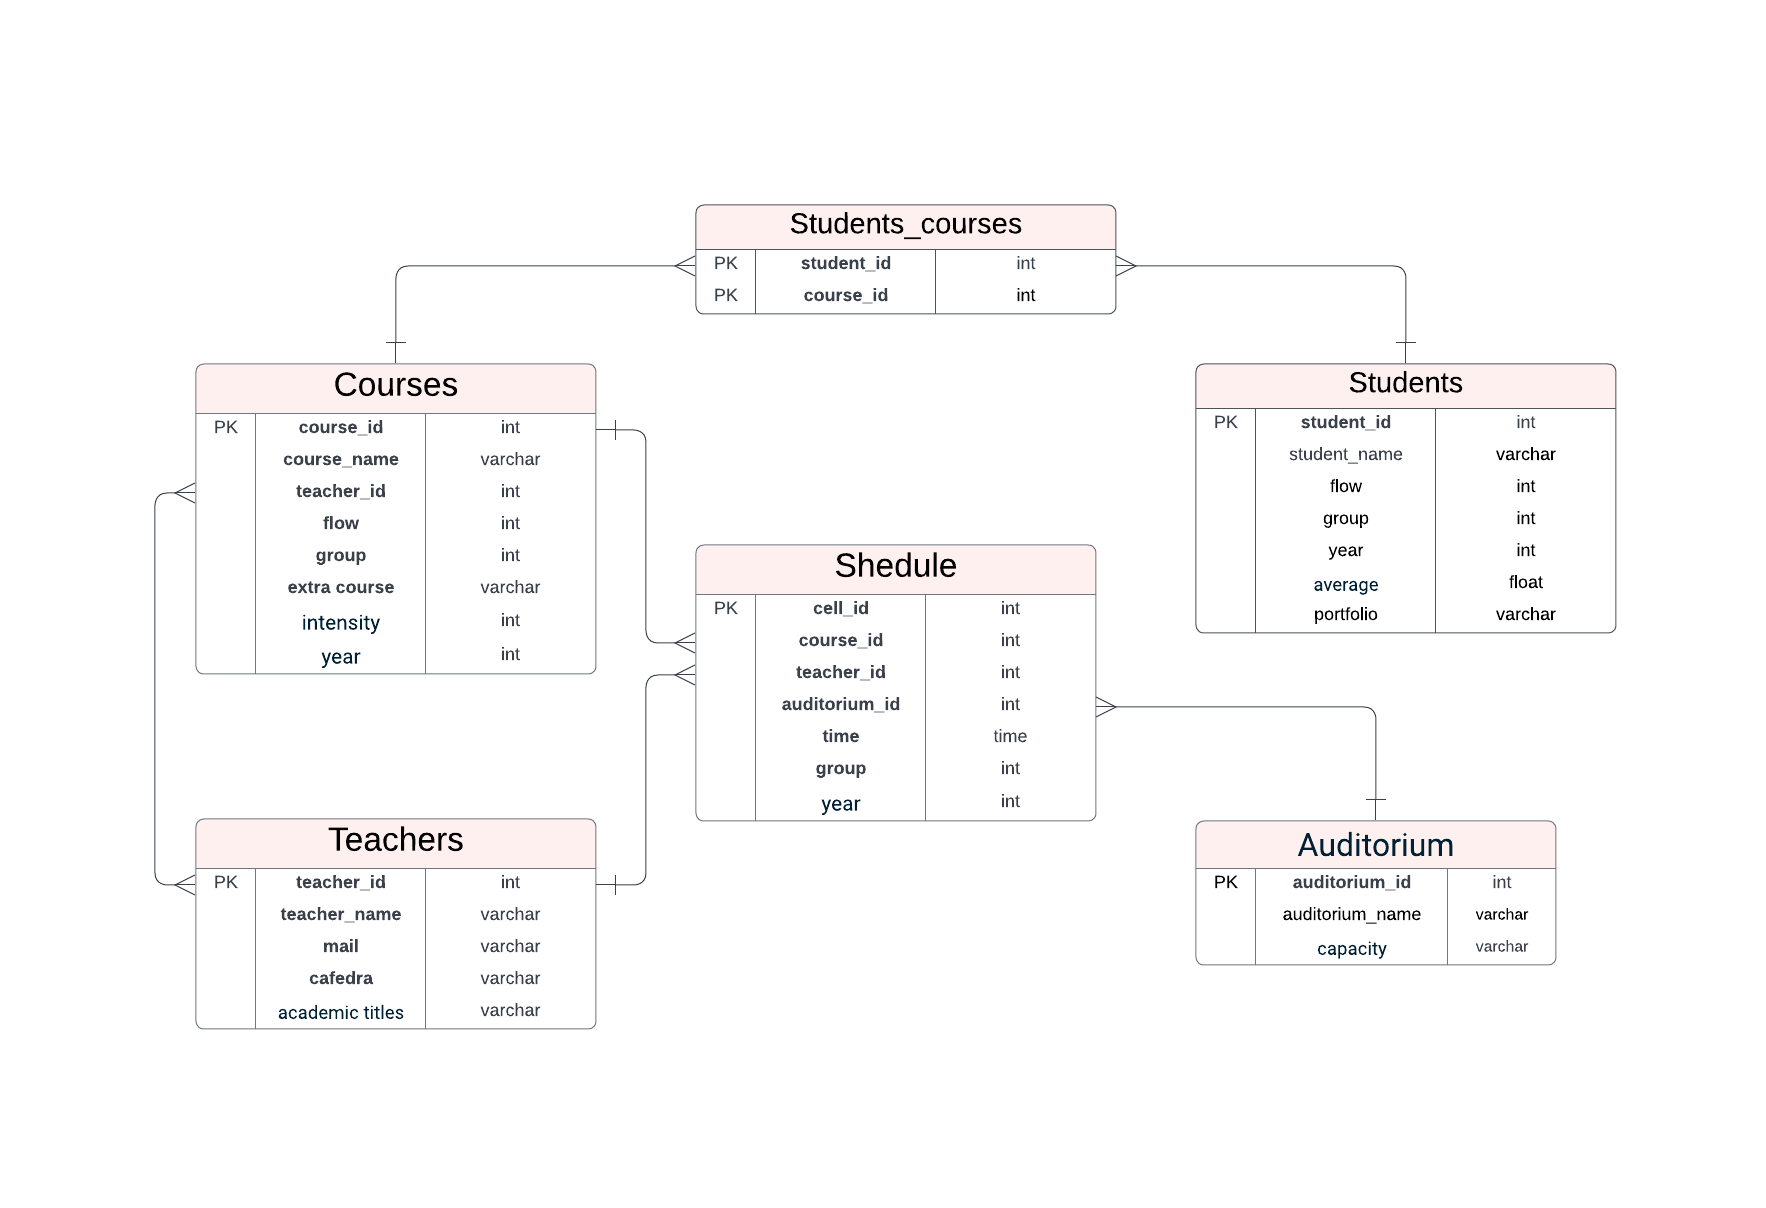 Students_courses
PK student_id int
PK course_id int
Courses
PK course_id int
course_name varchar
teacher_id int
flow int
group int
extra course varchar
intensity int
year int
Students
PK student_id int
student_name varchar
flow int
group int
year int
average float
portfolio varchar
Shedule
PK cell_id int
course_id int
teacher_id int
auditorium_id int
time time
group int
year int
Teachers
PK teacher_id int
teacher_name varchar
mail varchar
cafedra varchar
academic titles varchar
Auditorium
PK auditorium_id int
auditorium_name varchar
capacity varchar